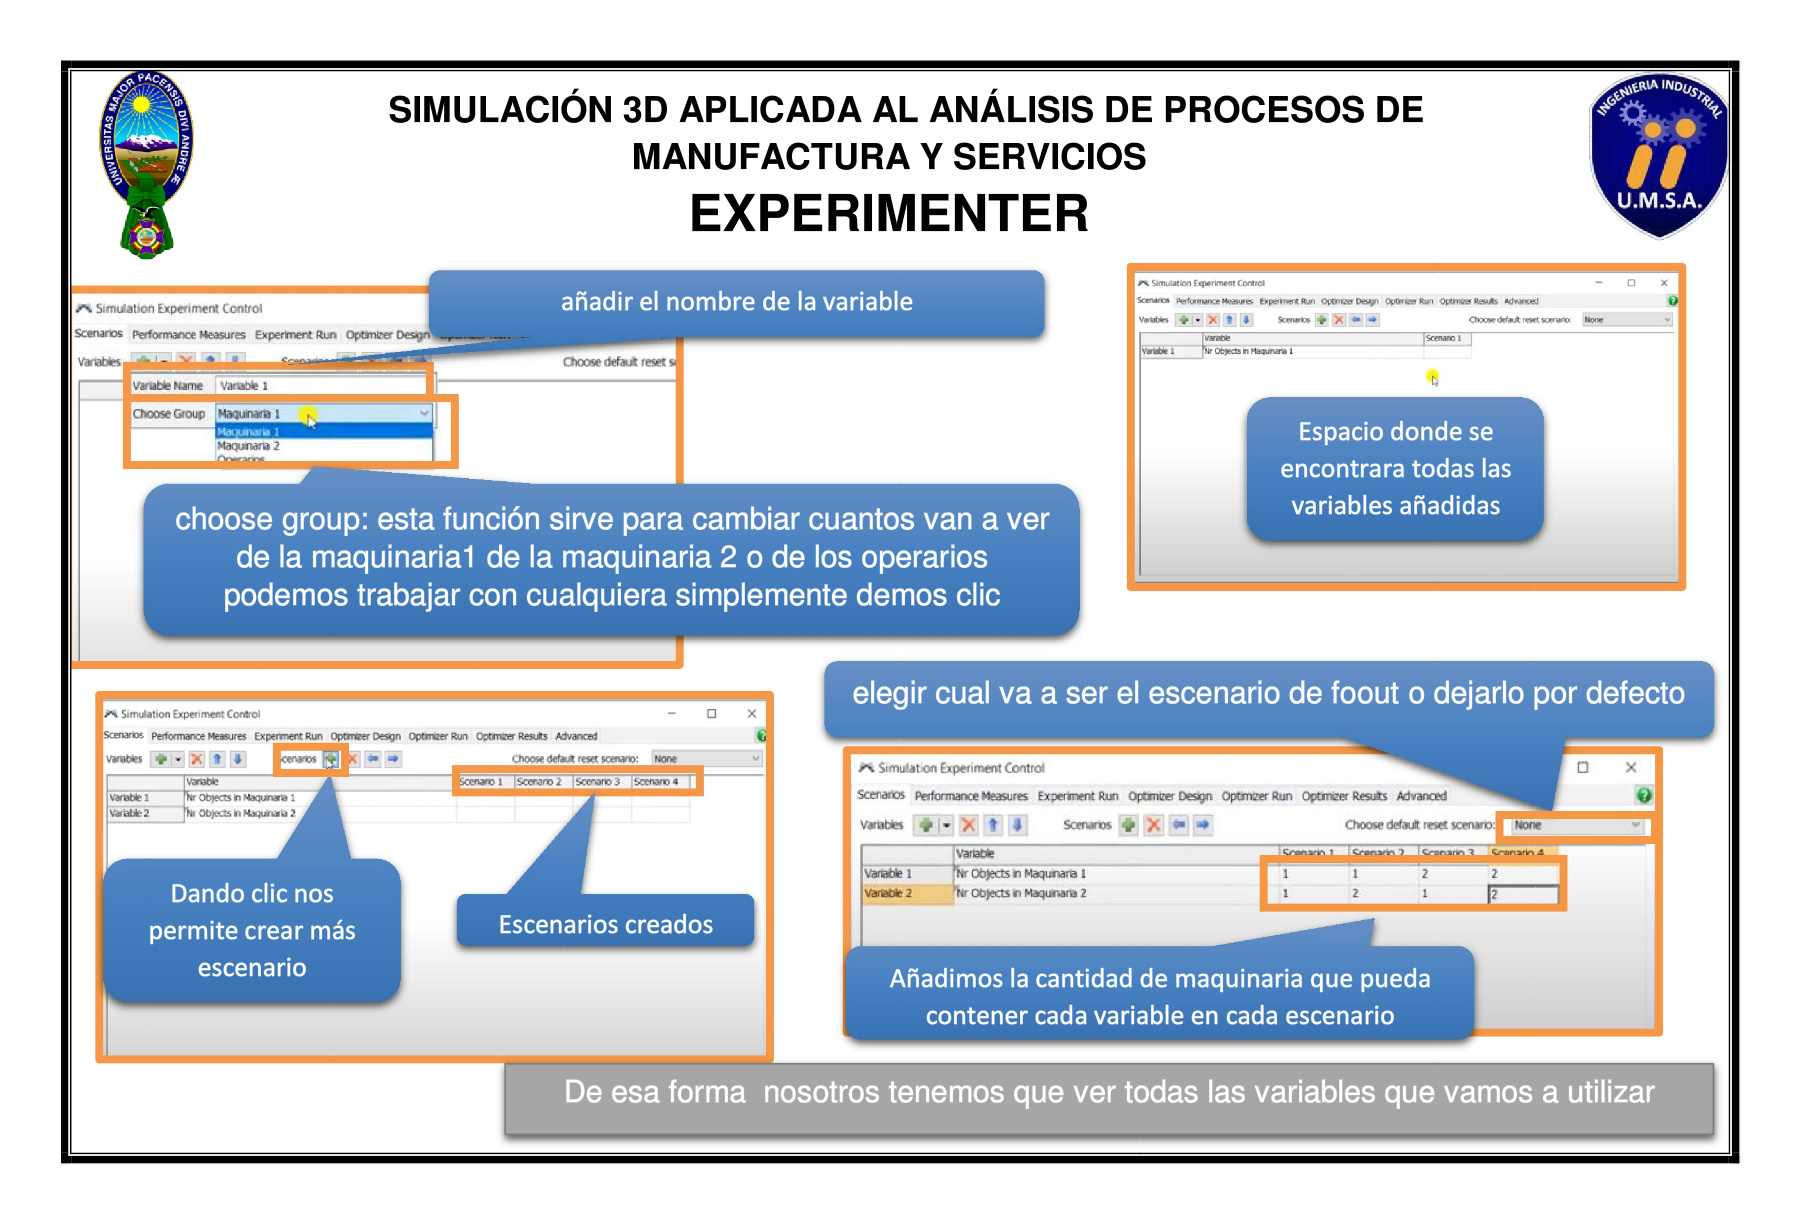 UNIVERSITAS MAJOR PACENSIS DIVI ANDRE Æ
SIMULACIÓN 3D APLICADA AL ANÁLISIS DE PROCESOS DE
MANUFACTURA Y SERVICIOS
EXPERIMENTER
INGENIERIA INDUSTRIAL
U.M.S.A.
añadir el nombre de la variable
Simulation Experiment Control
Scenarios Performance Measures Experiment Run Optimizer Design
Variables Scenarios Choose default reset
Variable Name Variable 1
Choose Group Maquinaria 1
Maquinaria 1
Maquinaria 2
Operarios
choose group: esta función sirve para cambiar cuantos van a ver
de la maquinaria1 de la maquinaria 2 o de los operarios
podemos trabajar con cualquiera simplemente demos clic
Simulation Experiment Control
Scenarios Performance Measures Experiment Run Optimizer Design Optimizer Run Optimizer Results Advanced
Variables Scenarios Choose default reset scenario: None
Variable Scenario 1
Variable 1 Nr Objects in Maquinaria 1
Espacio donde se
encontrara todas las
variables añadidas
Simulation Experiment Control
Scenarios Performance Measures Experiment Run Optimizer Design Optimizer Run Optimizer Results Advanced
Variables Scenarios Choose default reset scenario: None
Variable Scenario 1 Scenario 2 Scenario 3 Scenario 4
Variable 1 Nr Objects in Maquinaria 1
Variable 2 Nr Objects in Maquinaria 2
Dando clic nos
permite crear más
escenario
Escenarios creados
elegir cual va a ser el escenario de foout o dejarlo por defecto
Simulation Experiment Control
Scenarios Performance Measures Experiment Run Optimizer Design Optimizer Run Optimizer Results Advanced
Variables Scenarios Choose default reset scenario: None
Variable Scenario 1 Scenario 2 Scenario 3 Scenario 4
Variable 1 Nr Objects in Maquinaria 1 1 1 2 2
Variable 2 Nr Objects in Maquinaria 2 1 2 1 2
Añadimos la cantidad de maquinaria que pueda
contener cada variable en cada escenario
De esa forma  nosotros tenemos que ver todas las variables que vamos a utilizar